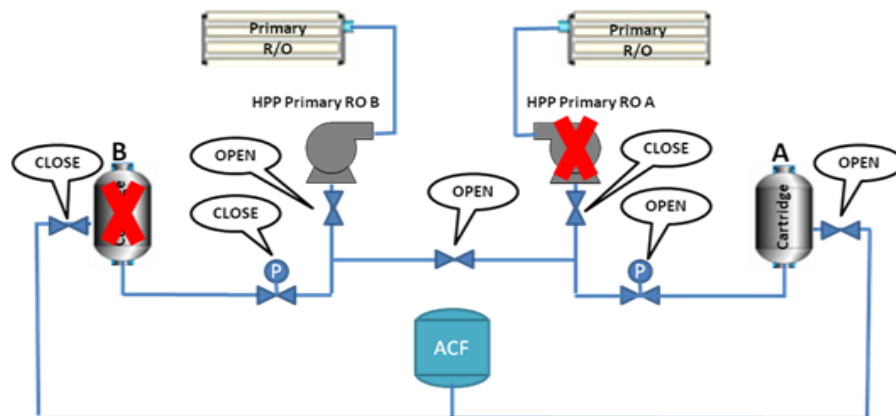 Primary
R/O
Primary
R/O
HPP Primary RO B
HPP Primary RO A
B
A
CLOSE
OPEN
CLOSE
OPEN
CLOSE
OPEN
OPEN
Cartridge
P
P
ACF